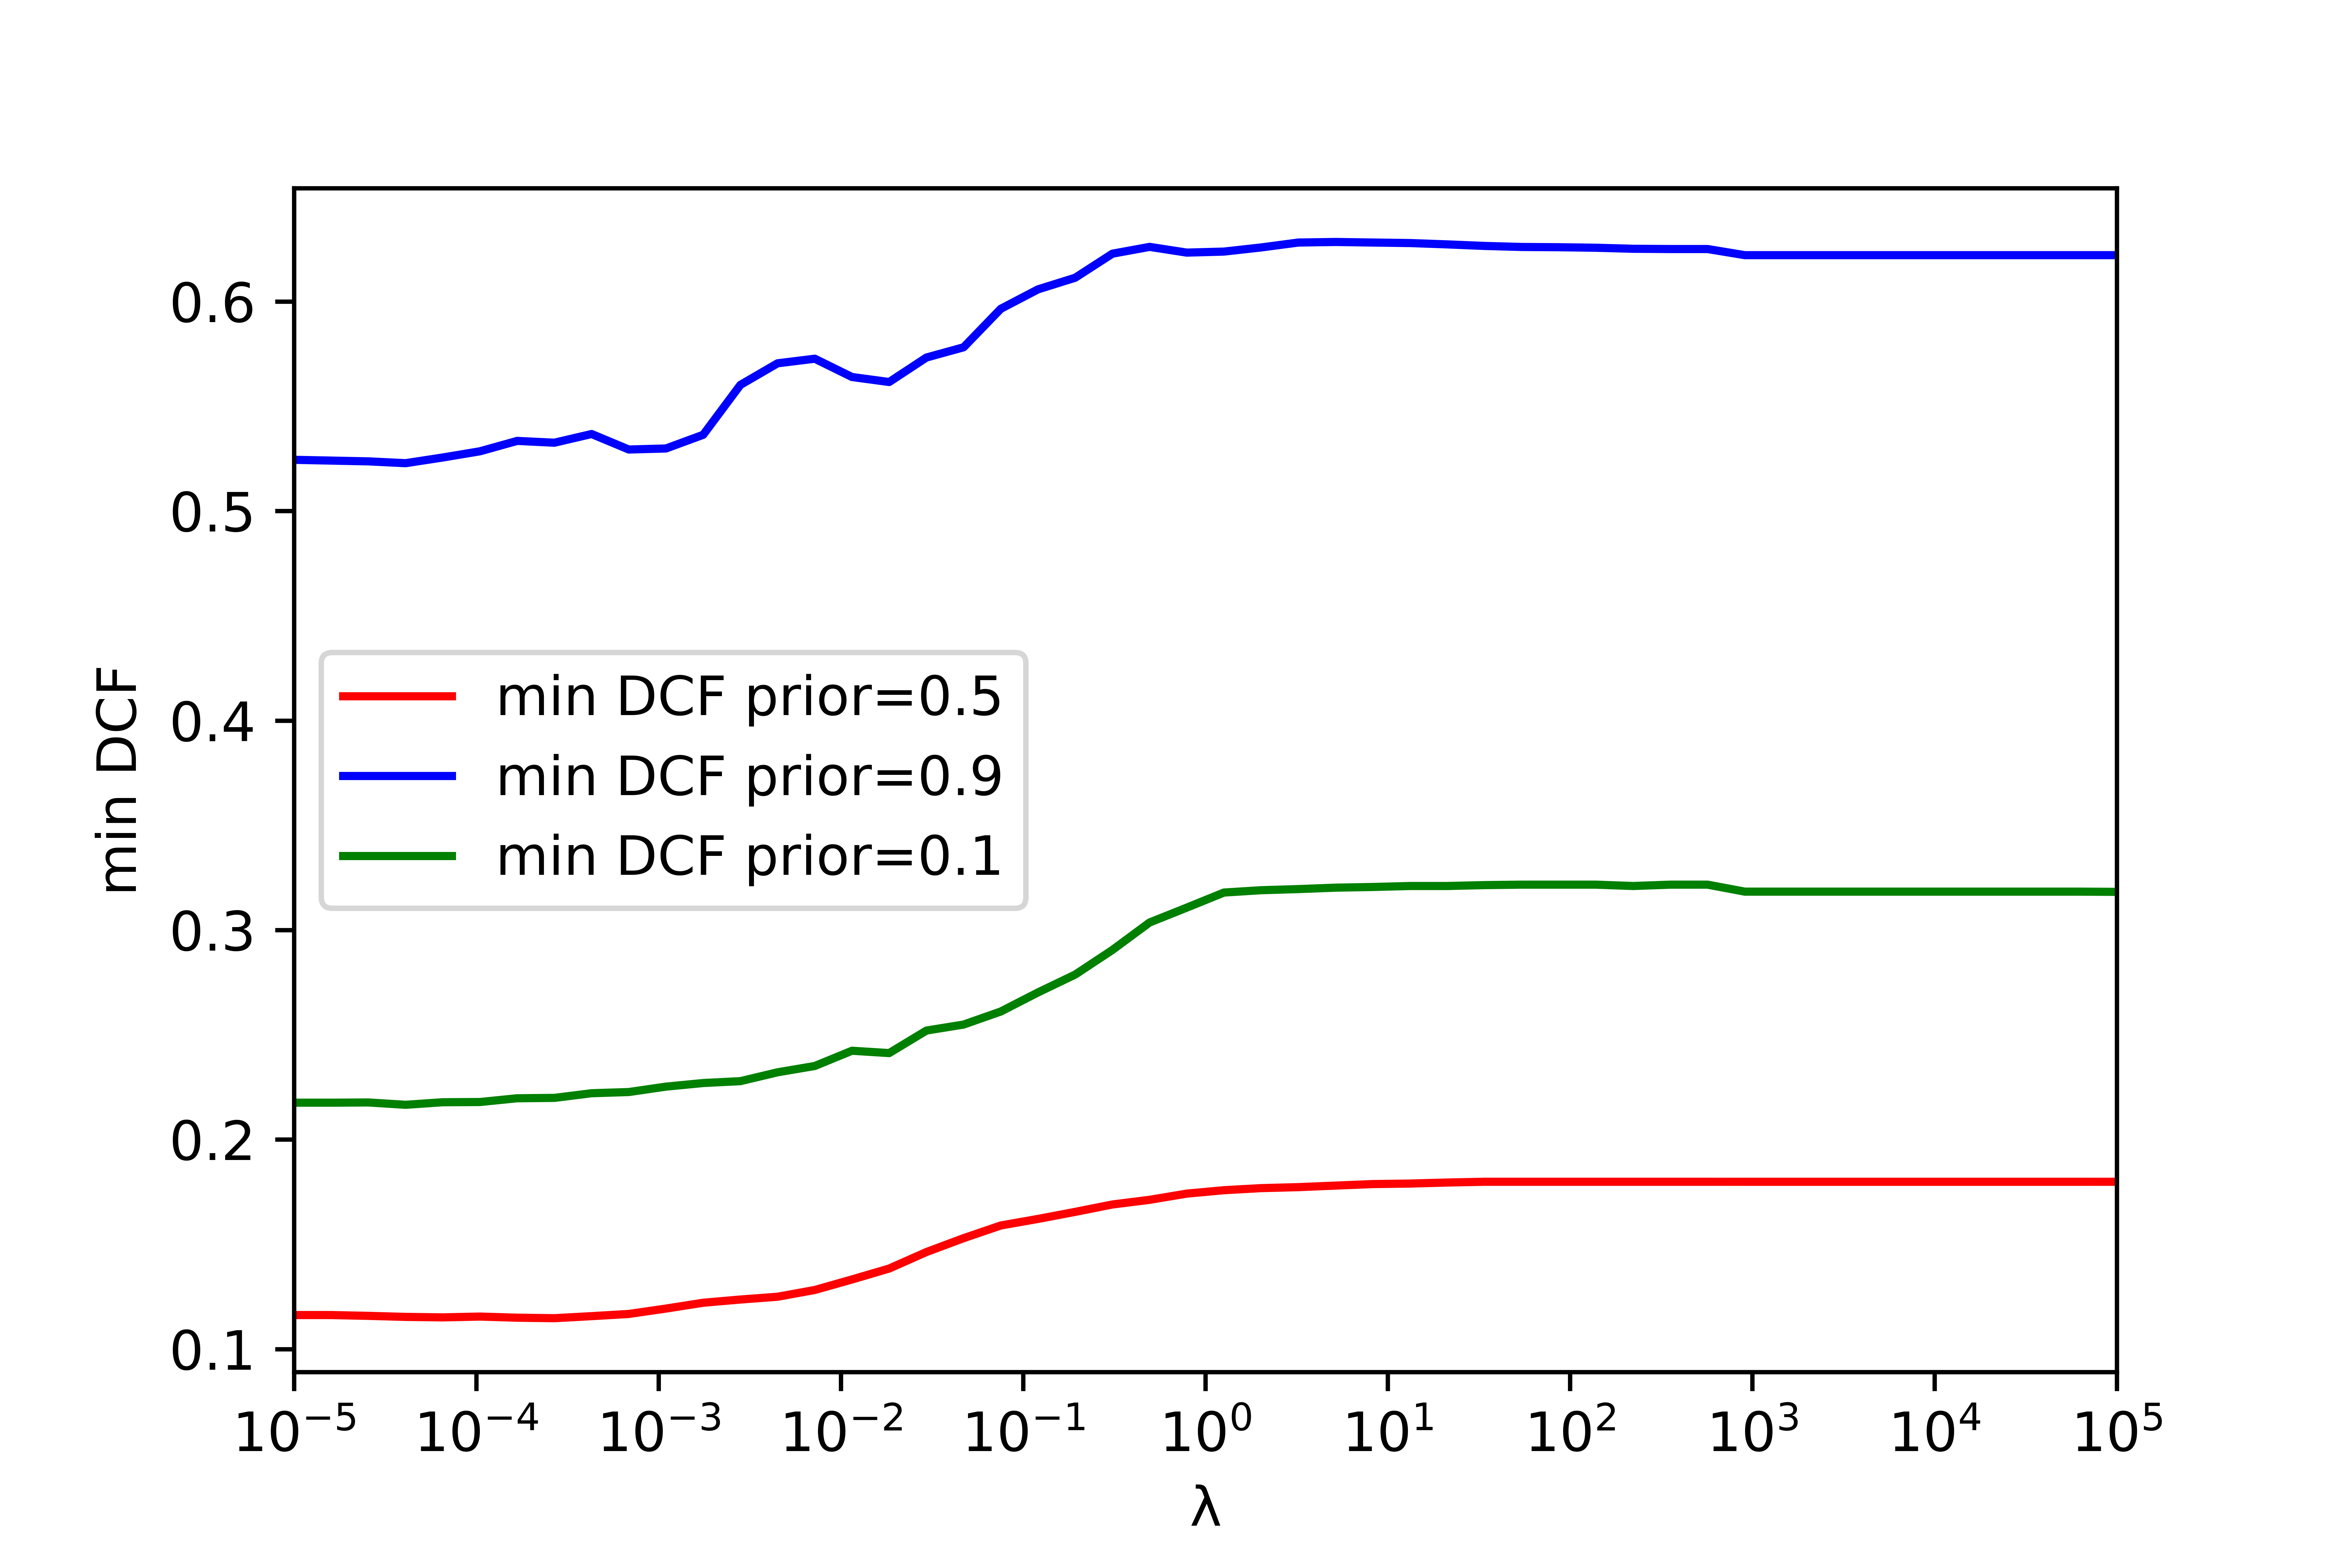 0.6
0.5
0.4
0.3
0.2
0.1
min DCF
min DCF prior=0.5
min DCF prior=0.9
min DCF prior=0.1
10⁻⁵ 10⁻⁴ 10⁻³ 10⁻² 10⁻¹ 10⁰ 10¹ 10² 10³ 10⁴ 10⁵
λ